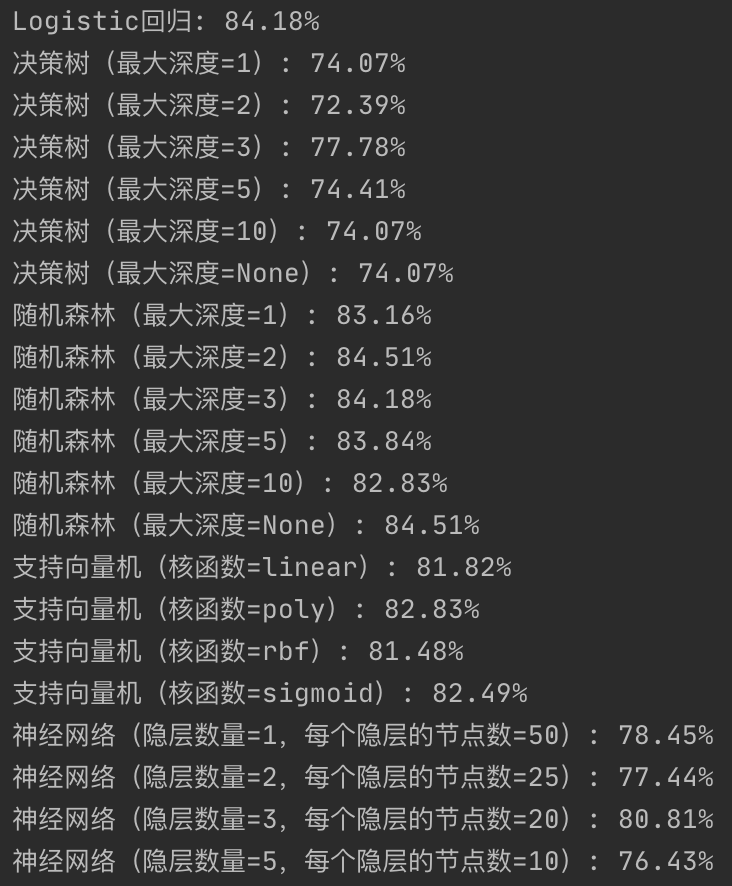 Logistic回归: 84.18%
决策树（最大深度=1）: 74.07%
决策树（最大深度=2）: 72.39%
决策树（最大深度=3）: 77.78%
决策树（最大深度=5）: 74.41%
决策树（最大深度=10）: 74.07%
决策树（最大深度=None）: 74.07%
随机森林（最大深度=1）: 83.16%
随机森林（最大深度=2）: 84.51%
随机森林（最大深度=3）: 84.18%
随机森林（最大深度=5）: 83.84%
随机森林（最大深度=10）: 82.83%
随机森林（最大深度=None）: 84.51%
支持向量机（核函数=linear）: 81.82%
支持向量机（核函数=poly）: 82.83%
支持向量机（核函数=rbf）: 81.48%
支持向量机（核函数=sigmoid）: 82.49%
神经网络（隐层数量=1，每个隐层的节点数=50）: 78.45%
神经网络（隐层数量=2，每个隐层的节点数=25）: 77.44%
神经网络（隐层数量=3，每个隐层的节点数=20）: 80.81%
神经网络（隐层数量=5，每个隐层的节点数=10）: 76.43%